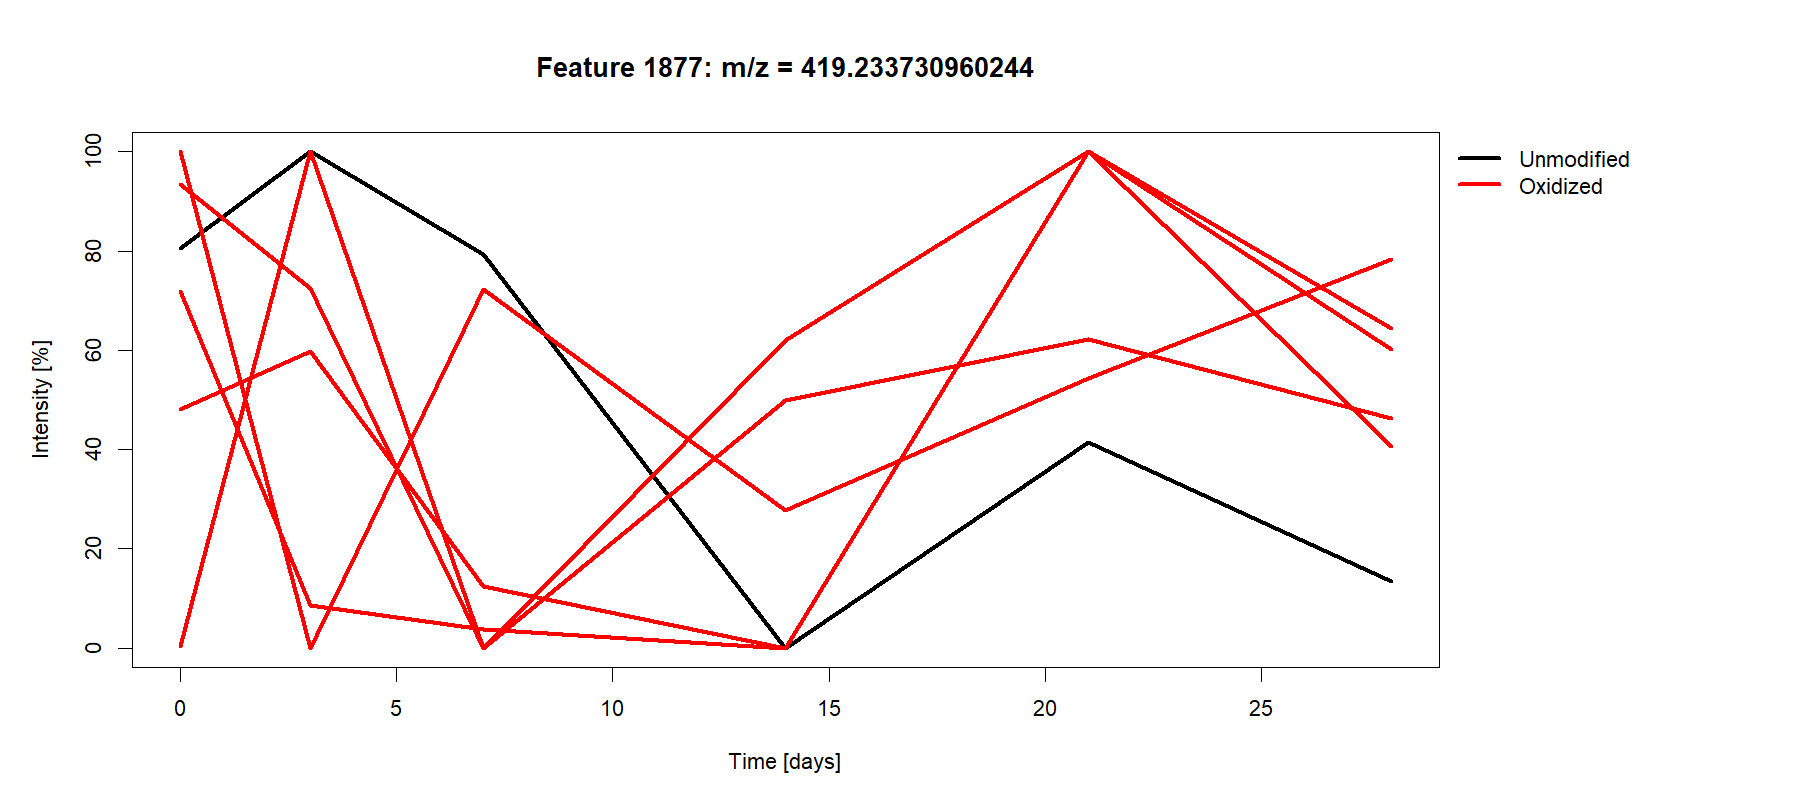 Feature 1877: m/z = 419.233730960244
Unmodified
Oxidized
Intensity [%]
100
80
60
40
20
0
0 5 10 15 20 25
Time [days]